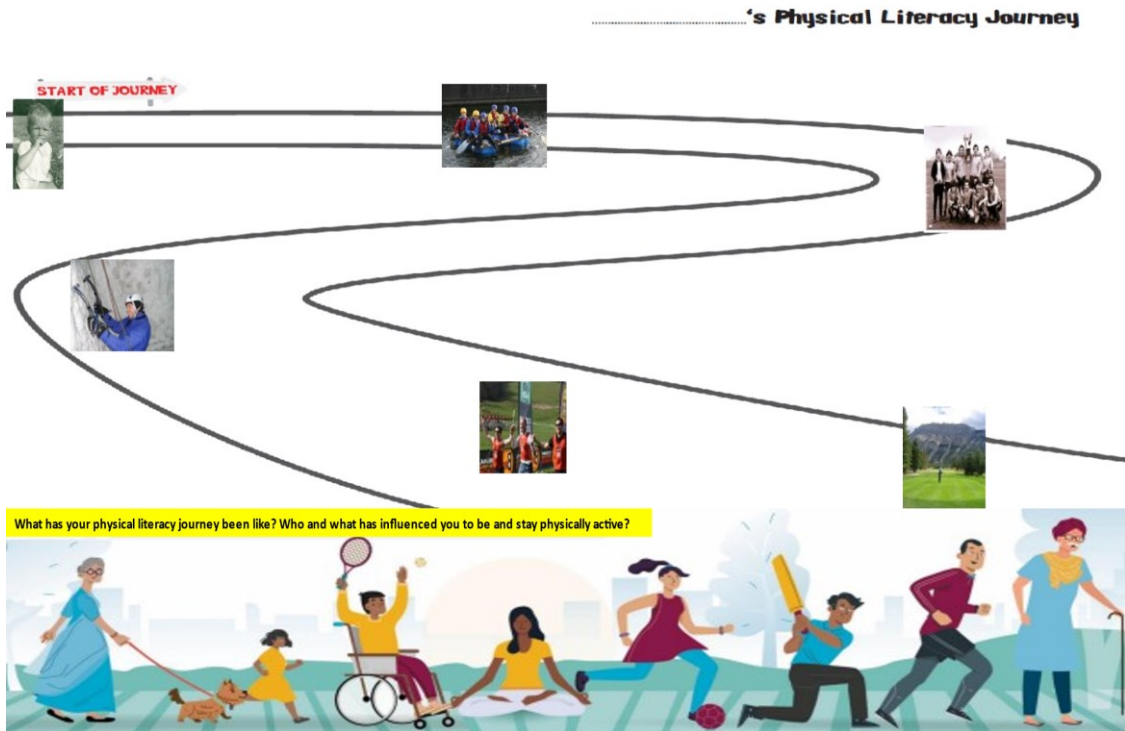 ..........................................'s Physical Literacy Journey
START OF JOURNEY
What has your physical literacy journey been like? Who and what has influenced you to be and stay physically active?